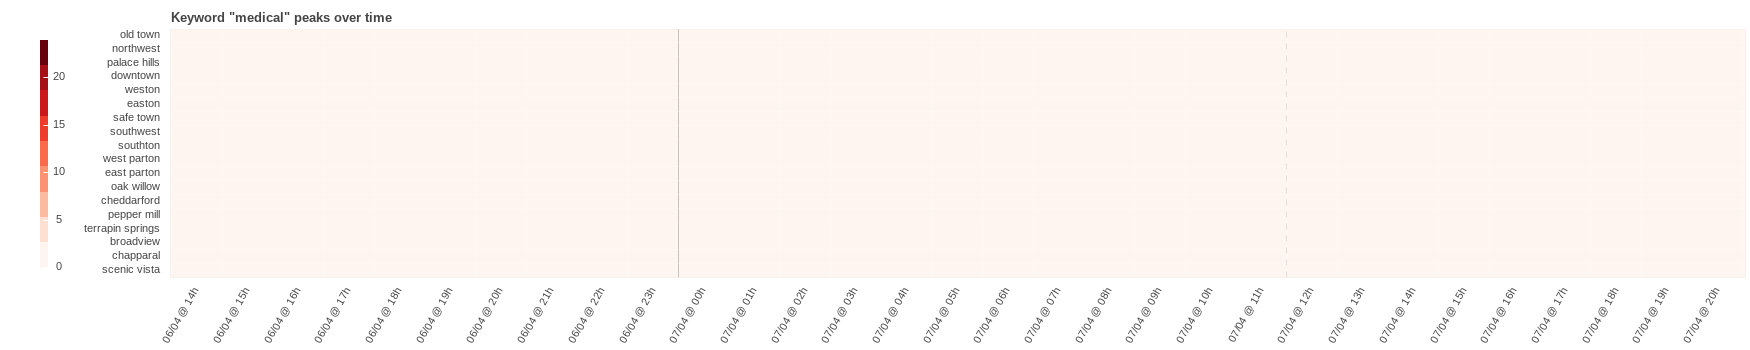 Keyword "medical" peaks over time
old town
northwest
palace hills
downtown
weston
easton
safe town
southwest
southton
west parton
east parton
oak willow
cheddarford
pepper mill
terrapin springs
broadview
chapparal
scenic vista
20
15
10
5
0
06/04 @ 14h
06/04 @ 15h
06/04 @ 16h
06/04 @ 17h
06/04 @ 18h
06/04 @ 19h
06/04 @ 20h
06/04 @ 21h
06/04 @ 22h
06/04 @ 23h
07/04 @ 00h
07/04 @ 01h
07/04 @ 02h
07/04 @ 03h
07/04 @ 04h
07/04 @ 05h
07/04 @ 06h
07/04 @ 07h
07/04 @ 08h
07/04 @ 09h
07/04 @ 10h
07/04 @ 11h
07/04 @ 12h
07/04 @ 13h
07/04 @ 14h
07/04 @ 15h
07/04 @ 16h
07/04 @ 17h
07/04 @ 18h
07/04 @ 19h
07/04 @ 20h